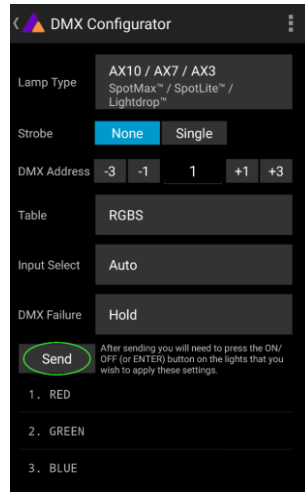 DMX Configurator
Lamp Type
AX10 / AX7 / AX3
SpotMax™ / SpotLite™ /
Lightdrop™
Strobe None Single
DMX Address -3 -1 1 +1 +3
Table RGBS
Input Select Auto
DMX Failure Hold
Send
After sending you will need to press the ON/
OFF (or ENTER) button on the lights that you
wish to apply these settings.
1. RED
2. GREEN
3. BLUE